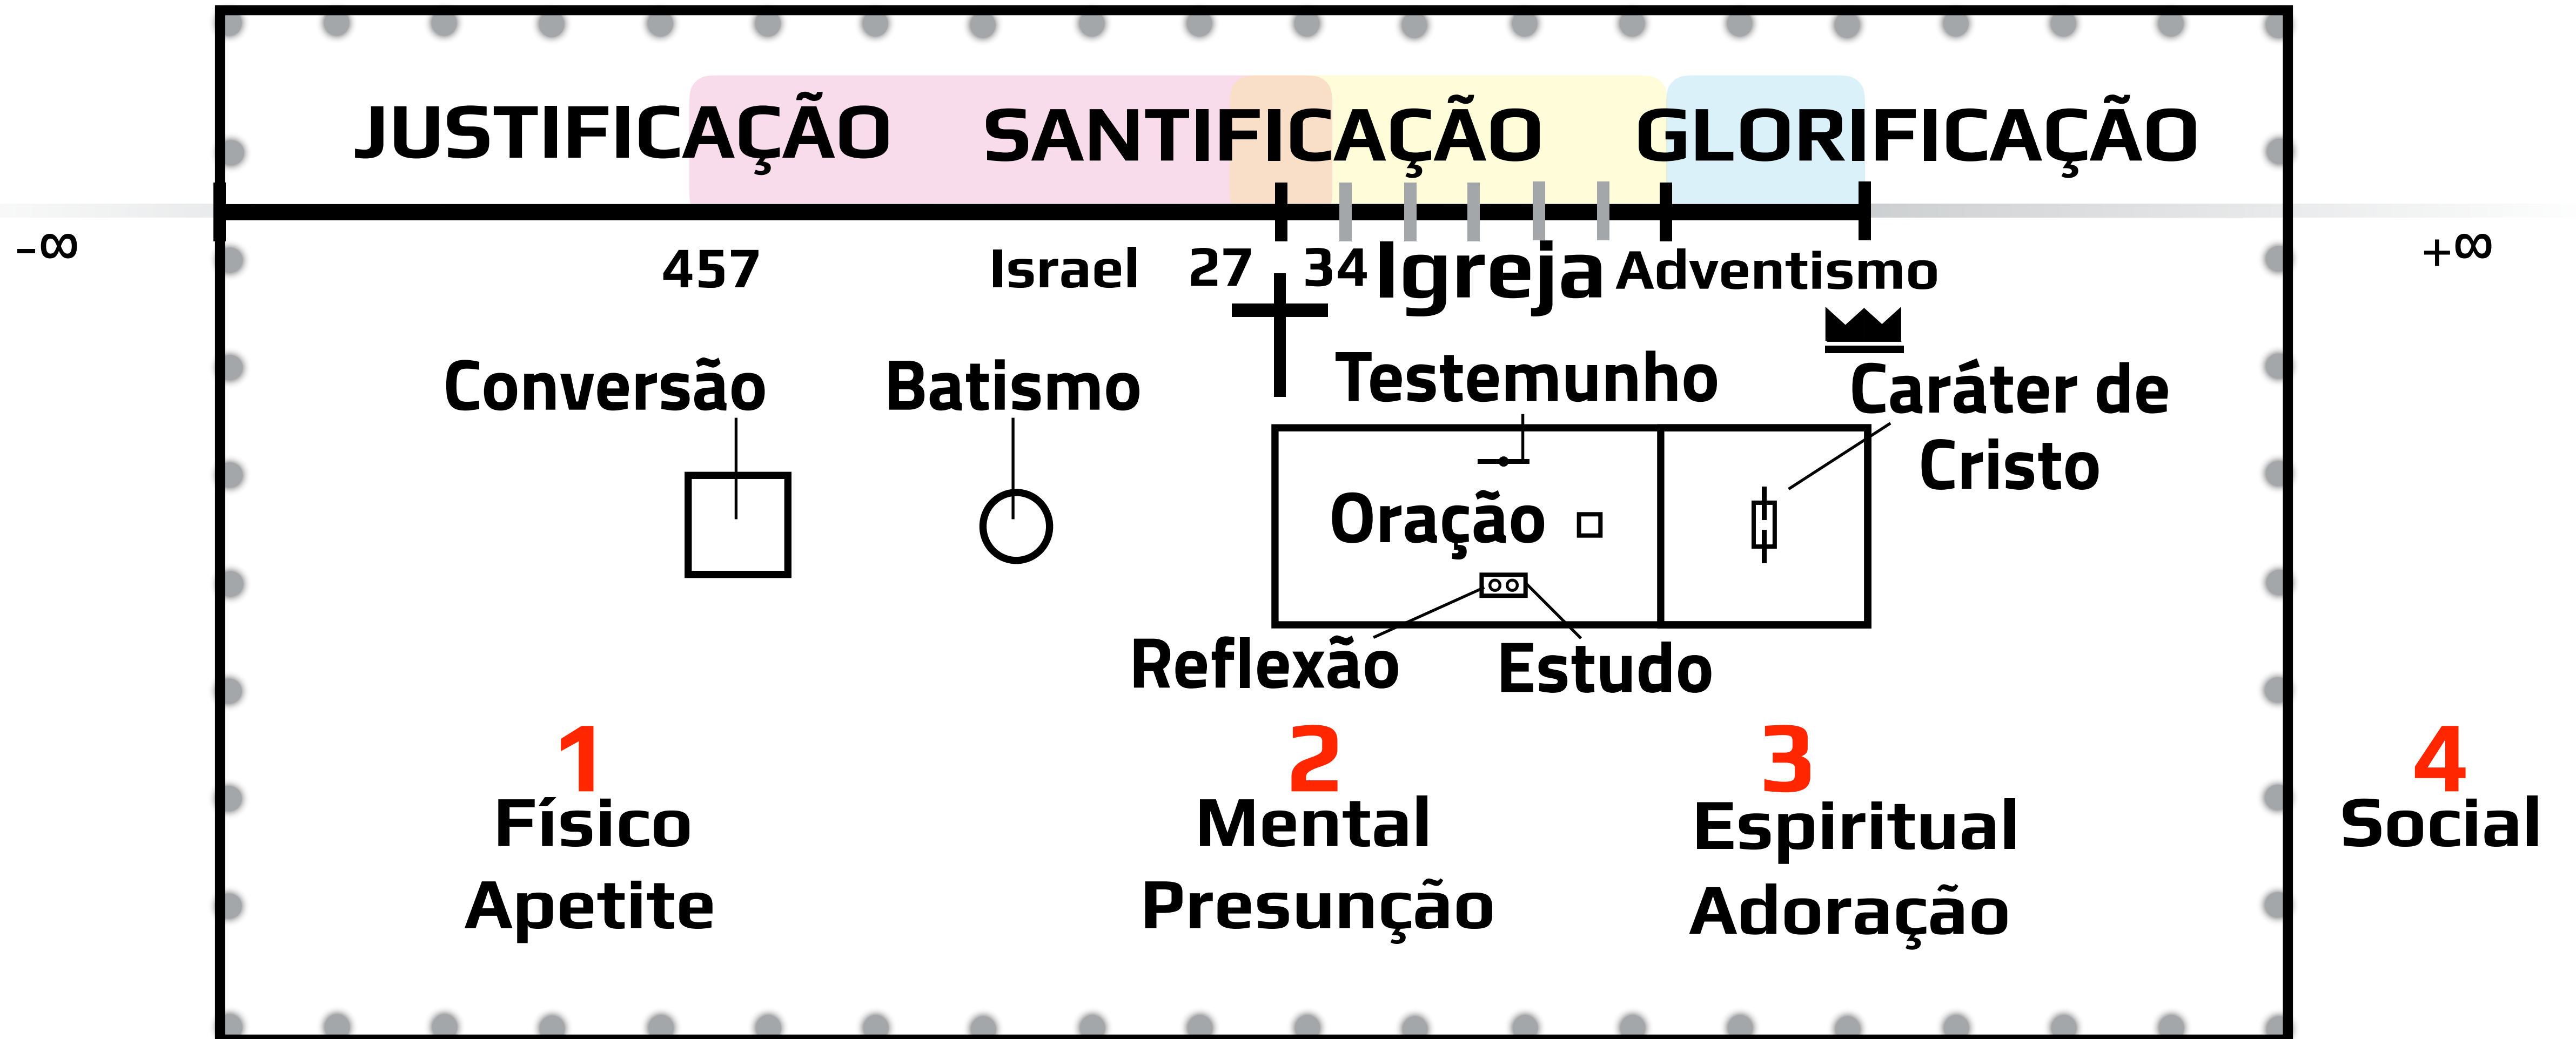 JUSTIFICAÇÃO SANTIFICAÇÃO GLORIFICAÇÃO
-∞ +∞
457 Israel 27 34 Igreja Adventismo
Conversão Batismo Testemunho Caráter de
Cristo
Oração
Reflexão Estudo
1 2 3 4
Físico Mental Espiritual Social
Apetite Presunção Adoração